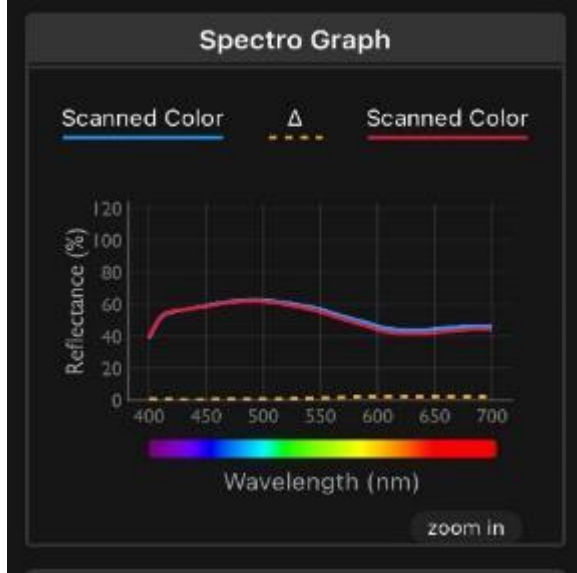 Spectro Graph
Scanned Color Δ Scanned Color
120
100
80
60
40
20
0
Reflectance (%)
400 450 500 550 600 650 700
Wavelength (nm)
zoom in